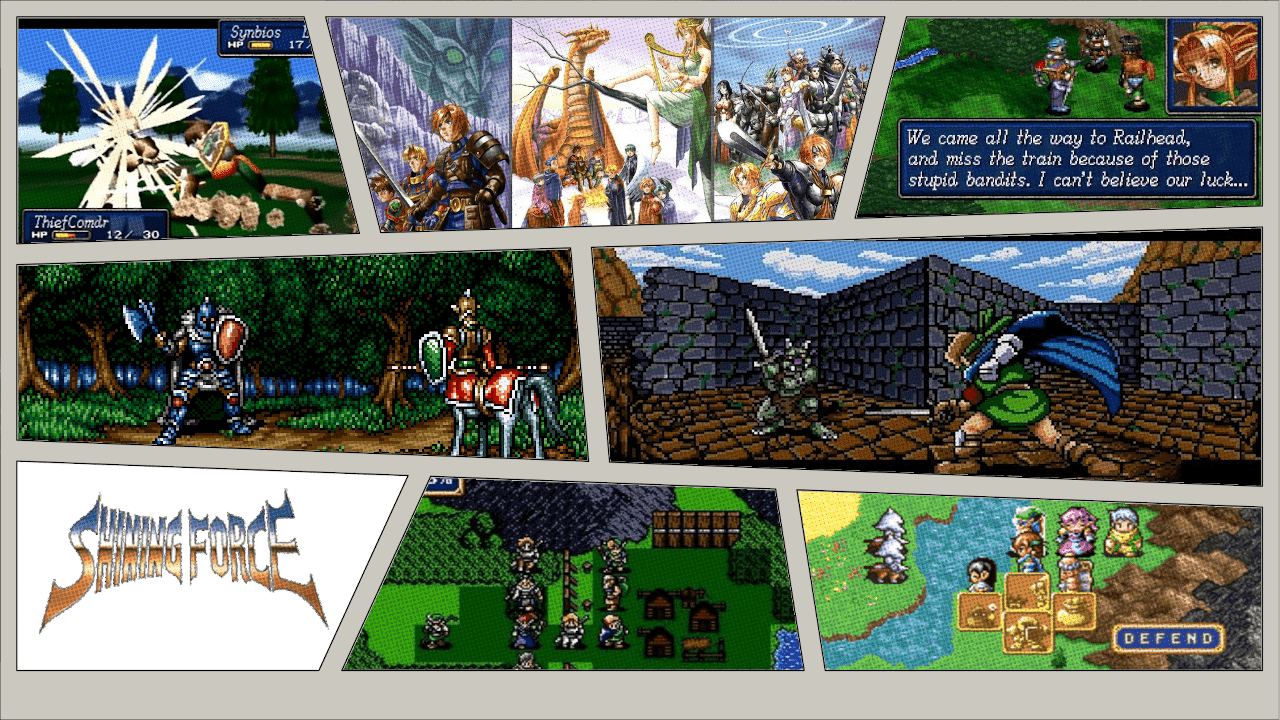 Synbios
HP 17
ThiefComdr
HP 12/ 30
We came all the way to Railhead,
and miss the train because of those
stupid bandits. I can't believe our luck...
SHINING FORCE
DEFEND